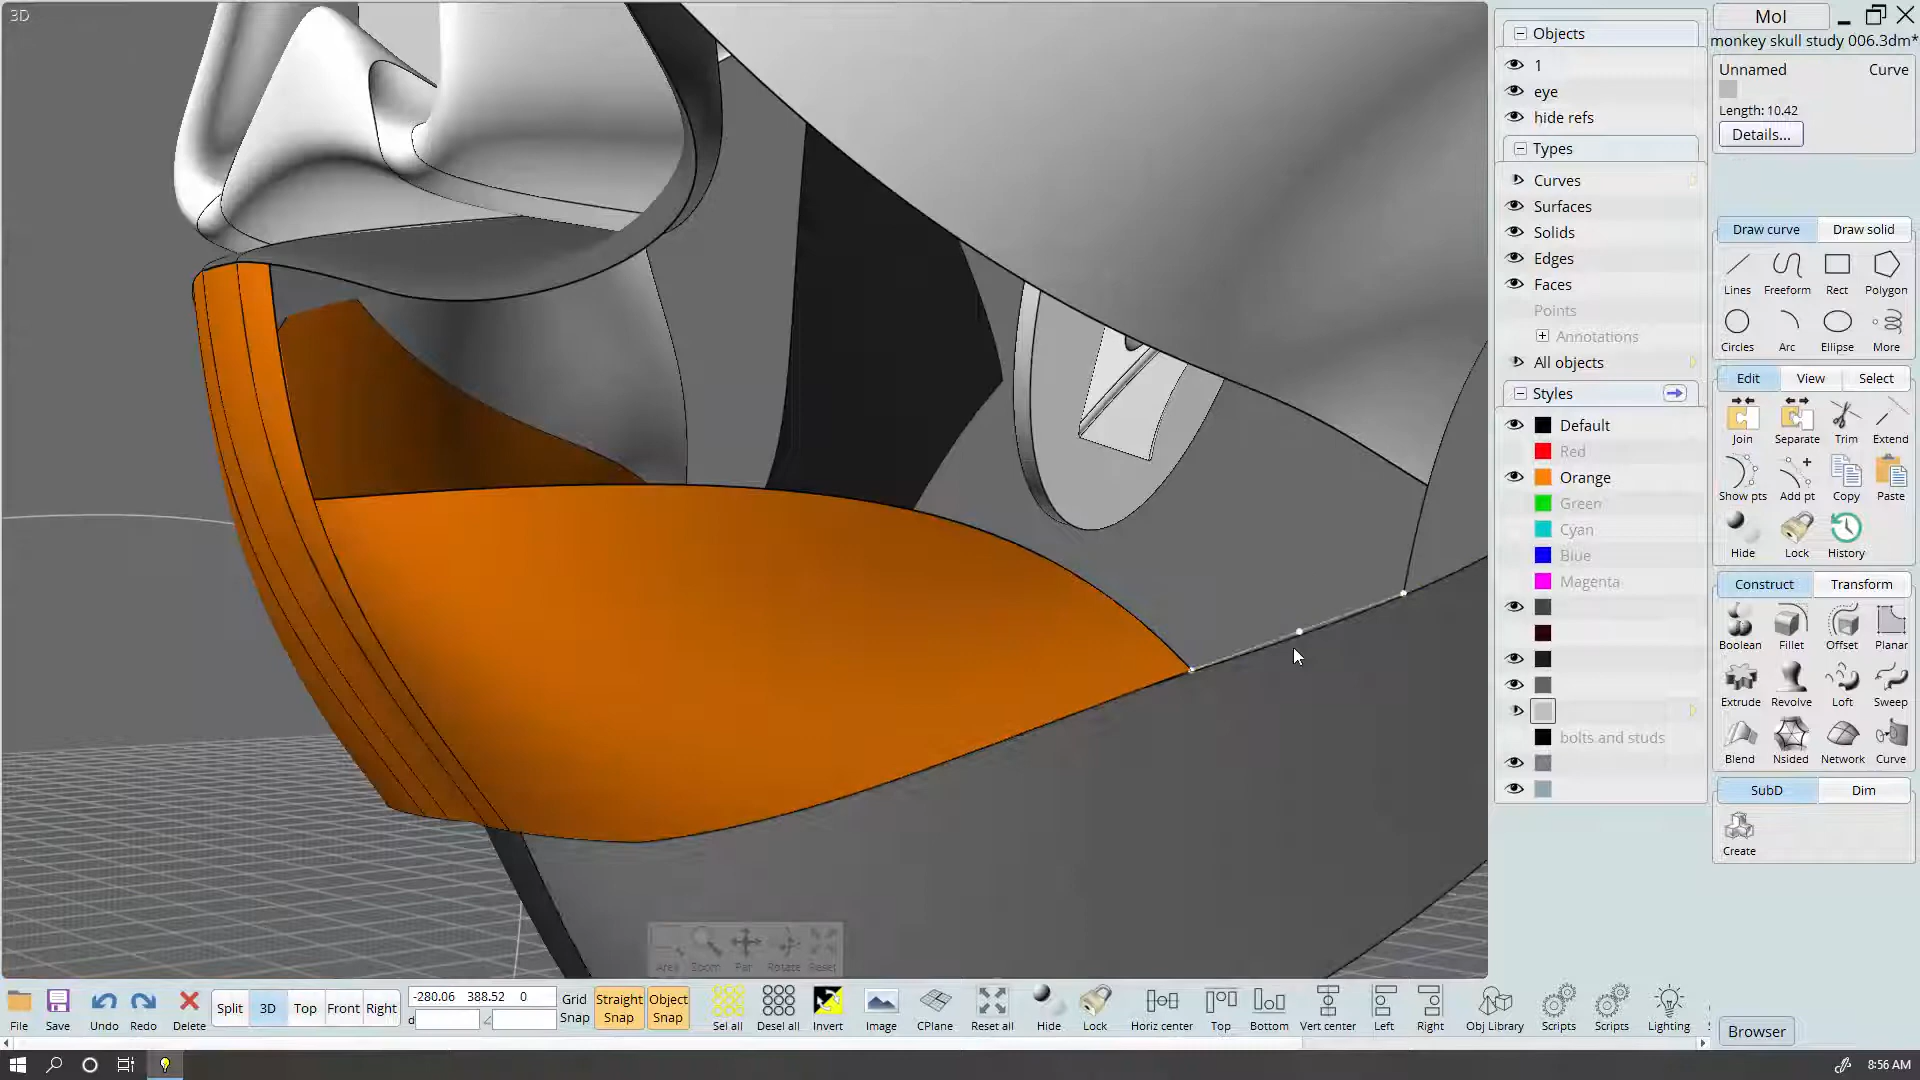 3D
Objects
1
eye
hide refs
Types
Curves
Surfaces
Solids
Edges
Faces
Points
Annotations
All objects
Styles
Default
Red
Orange
Green
Cyan
Blue
Magenta
bolts and studs
MoI
monkey skull study 006.3dm*
Unnamed Curve
Length: 10.42
Details...
Draw curve Draw solid
Lines Freeform Rect Polygon
Circles Arc Ellipse More
Edit View Select
Join Separate Trim Extend
Show pts Add pt Copy Paste
Hide Lock History
Construct Transform
Boolean Fillet Offset Planar
Extrude Revolve Loft Sweep
Blend Nsided Network Curve
SubD Dim
Create
Area Zoom Pan Rotate Reset
File Save Undo Redo Delete
Split 3D Top Front Right
-280.06 388.52 0
d
Grid Snap
Straight Snap
Object Snap
Sel all Desel all Invert Image CPlane Reset all Hide Lock Horiz center Top Bottom Vert center Left Right Obj Library Scripts Scripts Lighting
Browser
8:56 AM